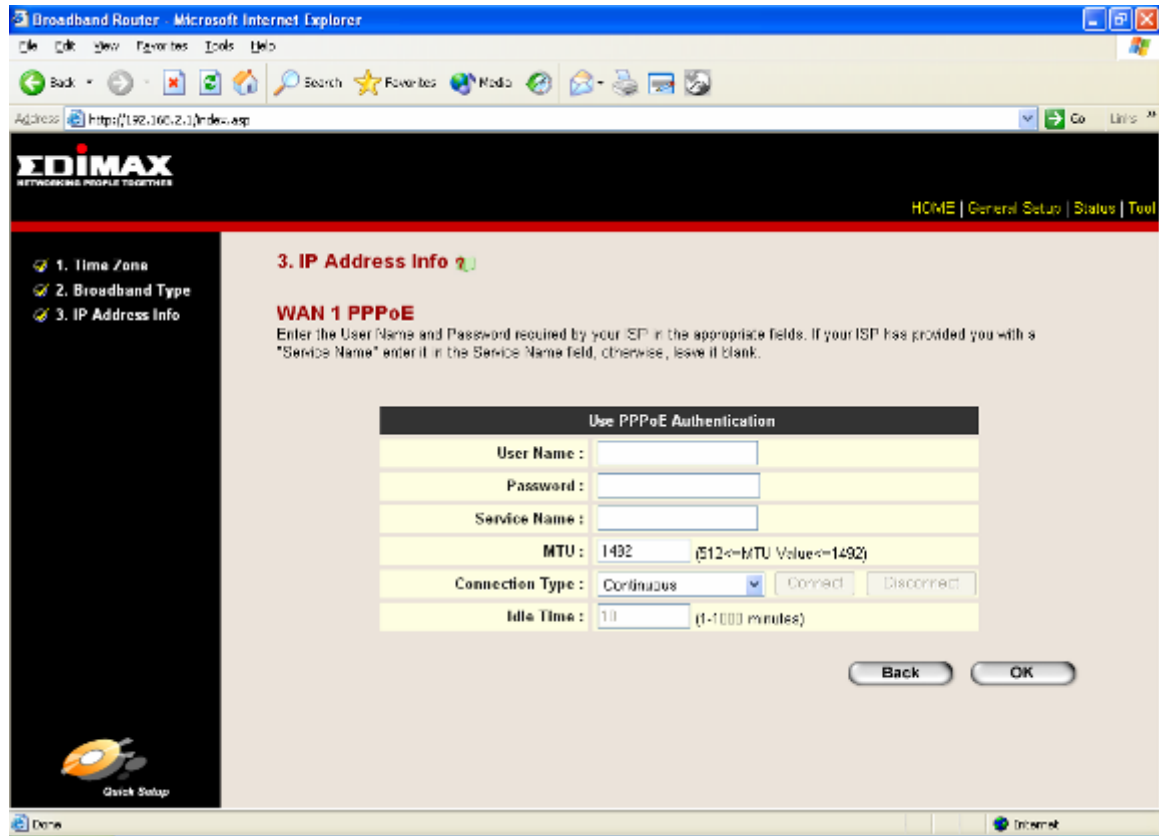 Broadband Router - Microsoft Internet Explorer
File Edit View Favorites Tools Help
Back Search Favorites Media
Address http://192.168.2.1/index.asp Go Links »
EDIMAX
NETWORKING PEOPLE TOGETHER
HOME | General Setup | Status | Tool
1. Time Zone
2. Broadband Type
3. IP Address Info
3. IP Address Info
WAN 1 PPPoE
Enter the User Name and Password required by your ISP in the appropriate fields. If your ISP has provided you with a
"Service Name" enter it in the Service Name field, otherwise, leave it blank.
Use PPPoE Authentication
User Name :
Password :
Service Name :
MTU : 1492 (512<=MTU Value<=1492)
Connection Type : Continuous Connect Disconnect
Idle Time : 10 (1-1000 minutes)
Back OK
Quick Setup
Done Internet